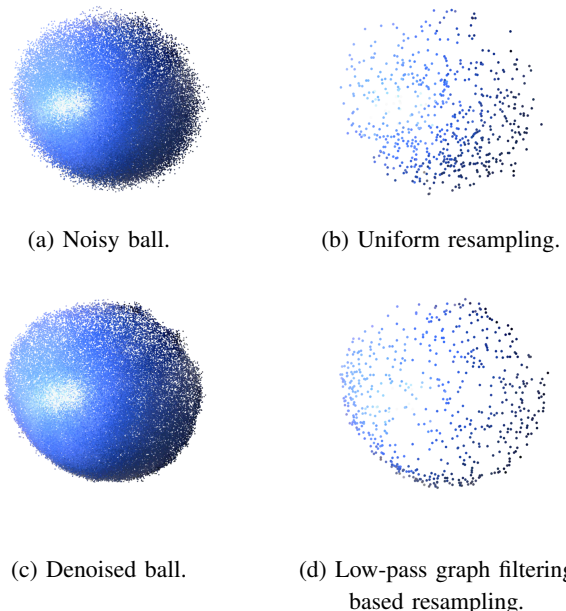 (a) Noisy ball.
(b) Uniform resampling.
(c) Denoised ball.
(d) Low-pass graph filtering
based resampling.